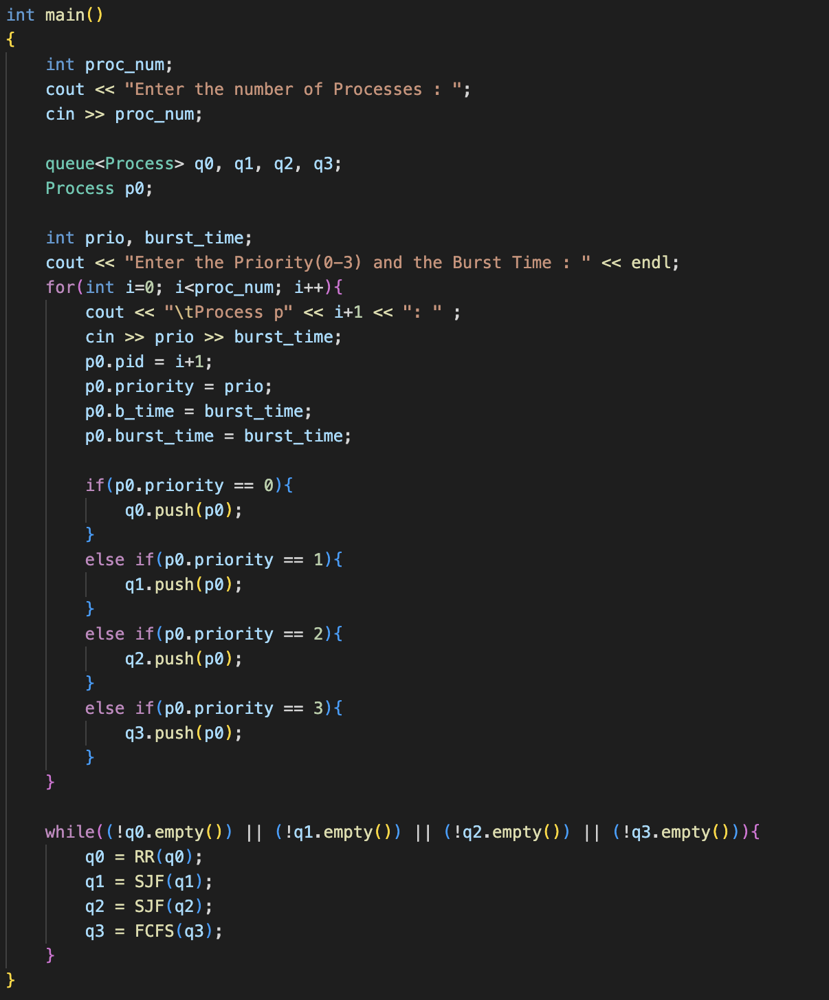 int main()
{
    int proc_num;
    cout << "Enter the number of Processes : ";
    cin >> proc_num;

    queue<Process> q0, q1, q2, q3;
    Process p0;

    int prio, burst_time;
    cout << "Enter the Priority(0-3) and the Burst Time : " << endl;
    for(int i=0; i<proc_num; i++){
        cout << "\tProcess p" << i+1 << ": " ;
        cin >> prio >> burst_time;
        p0.pid = i+1;
        p0.priority = prio;
        p0.b_time = burst_time;
        p0.burst_time = burst_time;

        if(p0.priority == 0){
            q0.push(p0);
        }
        else if(p0.priority == 1){
            q1.push(p0);
        }
        else if(p0.priority == 2){
            q2.push(p0);
        }
        else if(p0.priority == 3){
            q3.push(p0);
        }
    }

    while((!q0.empty()) || (!q1.empty()) || (!q2.empty()) || (!q3.empty())){
        q0 = RR(q0);
        q1 = SJF(q1);
        q2 = SJF(q2);
        q3 = FCFS(q3);
    }
}